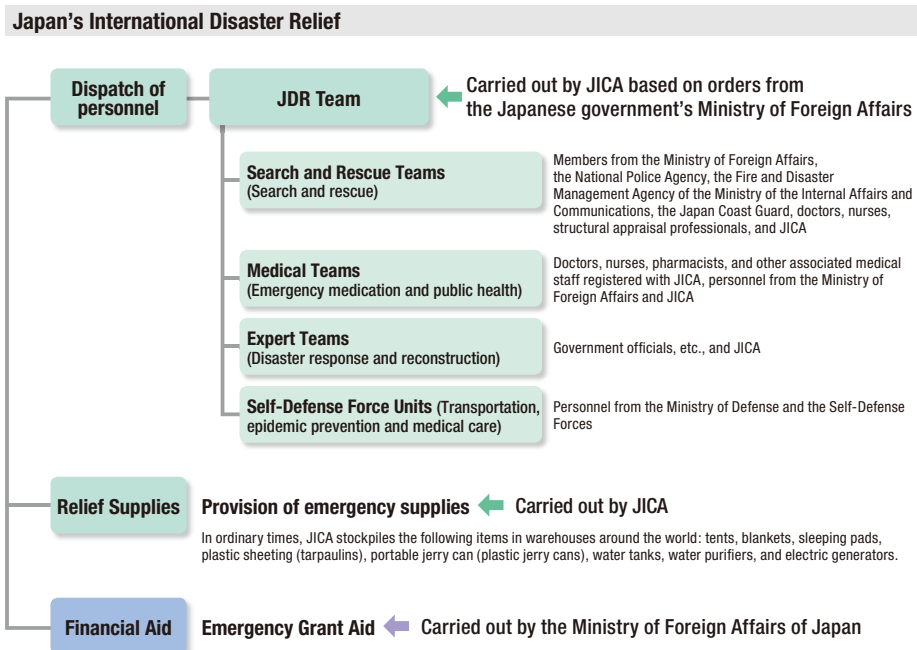 Japan's International Disaster Relief
Dispatch of
personnel
JDR Team
Carried out by JICA based on orders from
the Japanese government's Ministry of Foreign Affairs
Search and Rescue Teams
(Search and rescue)
Members from the Ministry of Foreign Affairs,
the National Police Agency, the Fire and Disaster
Management Agency of the Ministry of the Internal Affairs and
Communications, the Japan Coast Guard, doctors, nurses,
structural appraisal professionals, and JICA
Medical Teams
(Emergency medication and public health)
Doctors, nurses, pharmacists, and other associated medical
staff registered with JICA, personnel from the Ministry of
Foreign Affairs and JICA
Expert Teams
(Disaster response and reconstruction)
Government officials, etc., and JICA
Self-Defense Force Units (Transportation,
epidemic prevention and medical care)
Personnel from the Ministry of Defense and the Self-Defense
Forces
Relief Supplies
Provision of emergency supplies
Carried out by JICA
In ordinary times, JICA stockpiles the following items in warehouses around the world: tents, blankets, sleeping pads,
plastic sheeting (tarpaulins), portable jerry can (plastic jerry cans), water tanks, water purifiers, and electric generators.
Financial Aid
Emergency Grant Aid
Carried out by the Ministry of Foreign Affairs of Japan